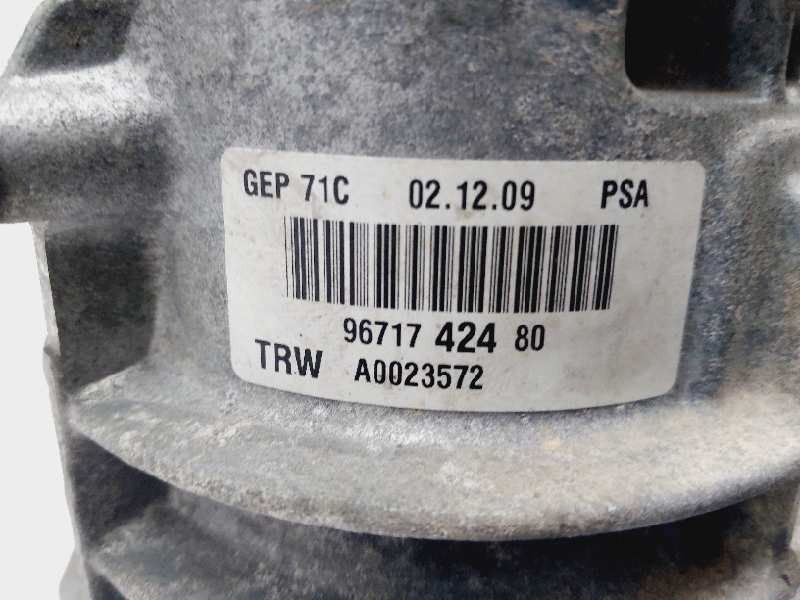 GEP 71C 02.12.09 PSA
96717 424 80
TRW A0023572